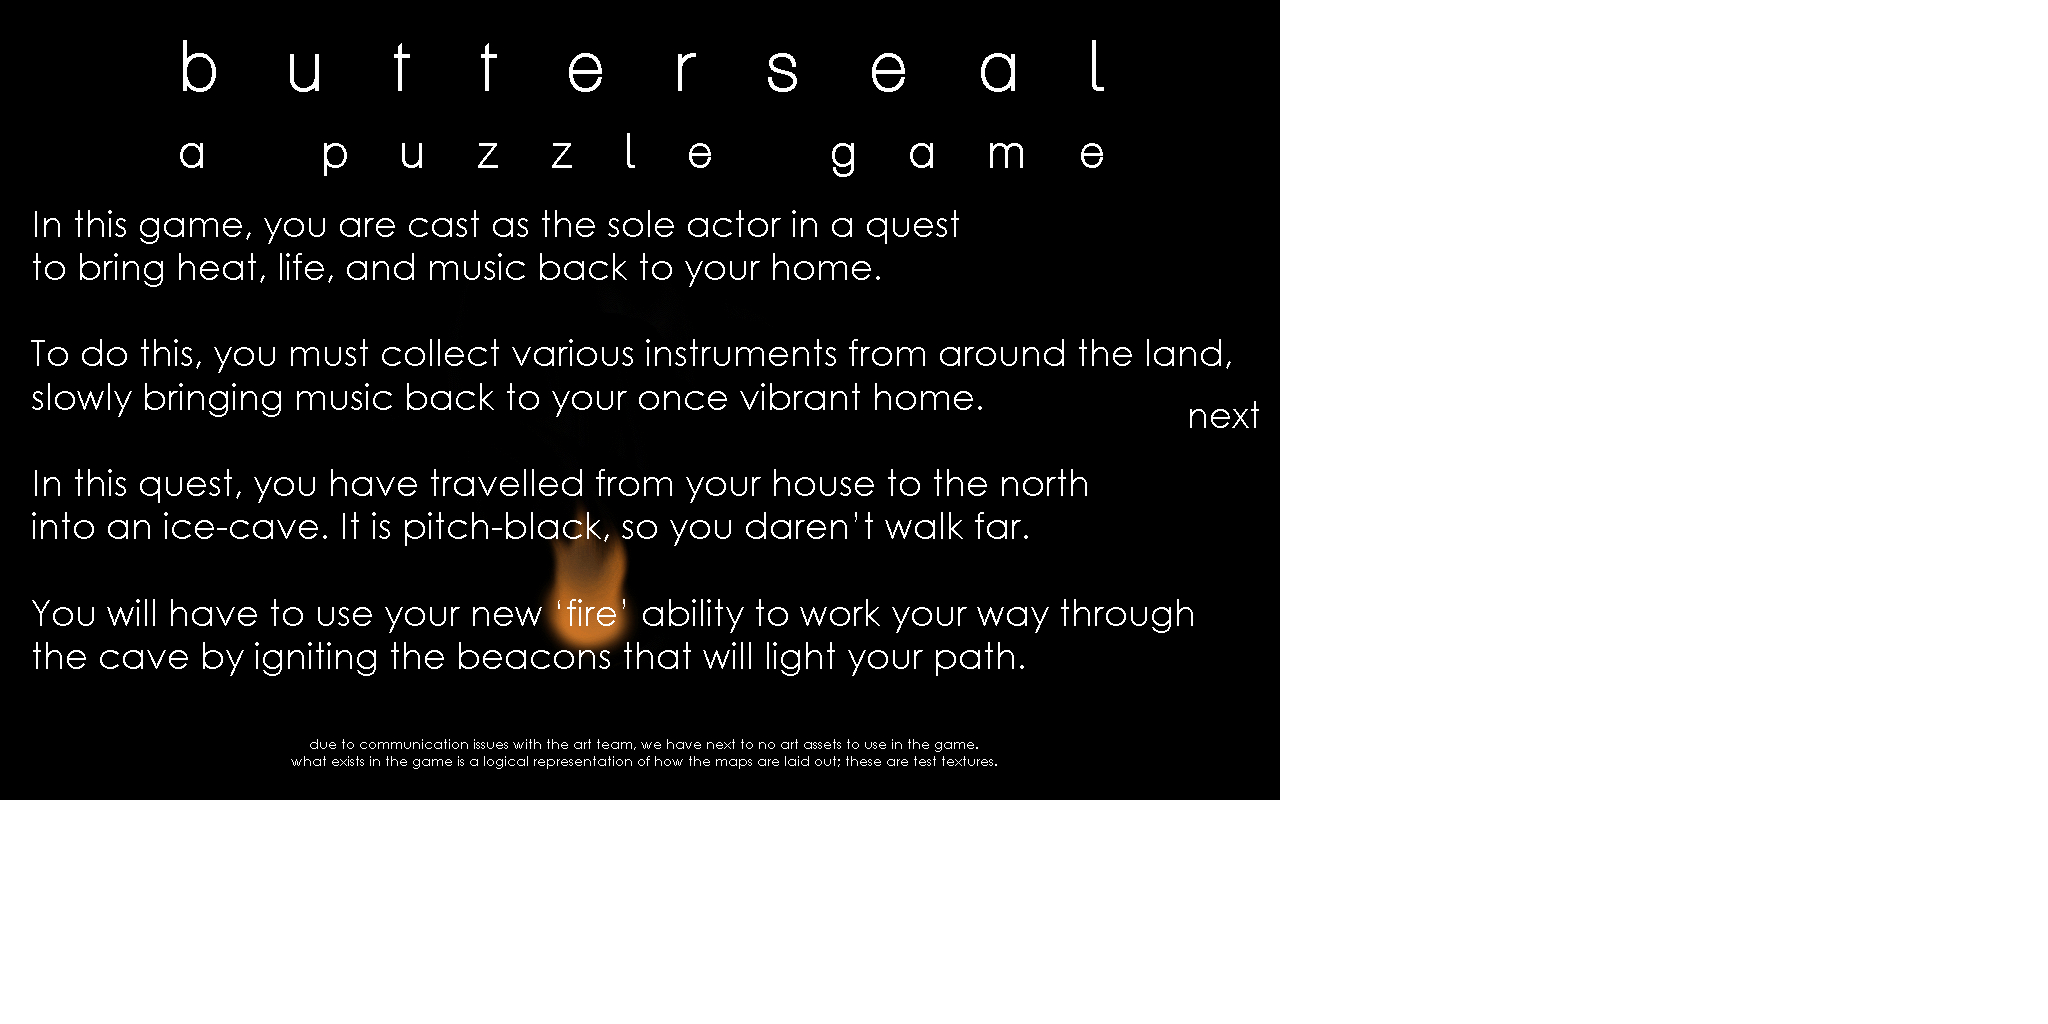 butterseal
a puzzle game
In this game, you are cast as the sole actor in a quest
to bring heat, life, and music back to your home.
To do this, you must collect various instruments from around the land,
slowly bringing music back to your once vibrant home.
next
In this quest, you have travelled from your house to the north
into an ice-cave. It is pitch-black, so you daren’t walk far.
You will have to use your new ‘fire’ ability to work your way through
the cave by igniting the beacons that will light your path.
due to communication issues with the art team, we have next to no art assets to use in the game.
what exists in the game is a logical representation of how the maps are laid out; these are test textures.